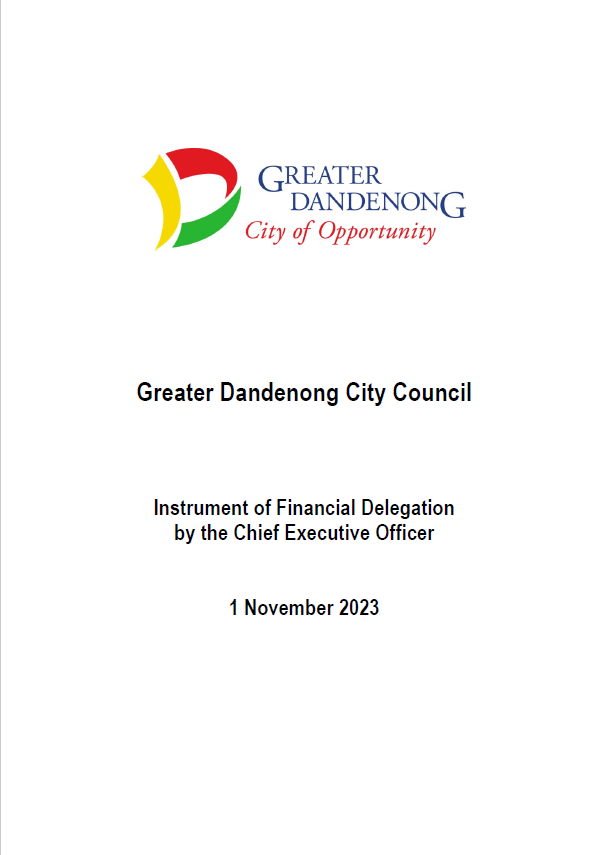 GREATER
DANDENONG
City of Opportunity
Greater Dandenong City Council
Instrument of Financial Delegation
by the Chief Executive Officer
1 November 2023